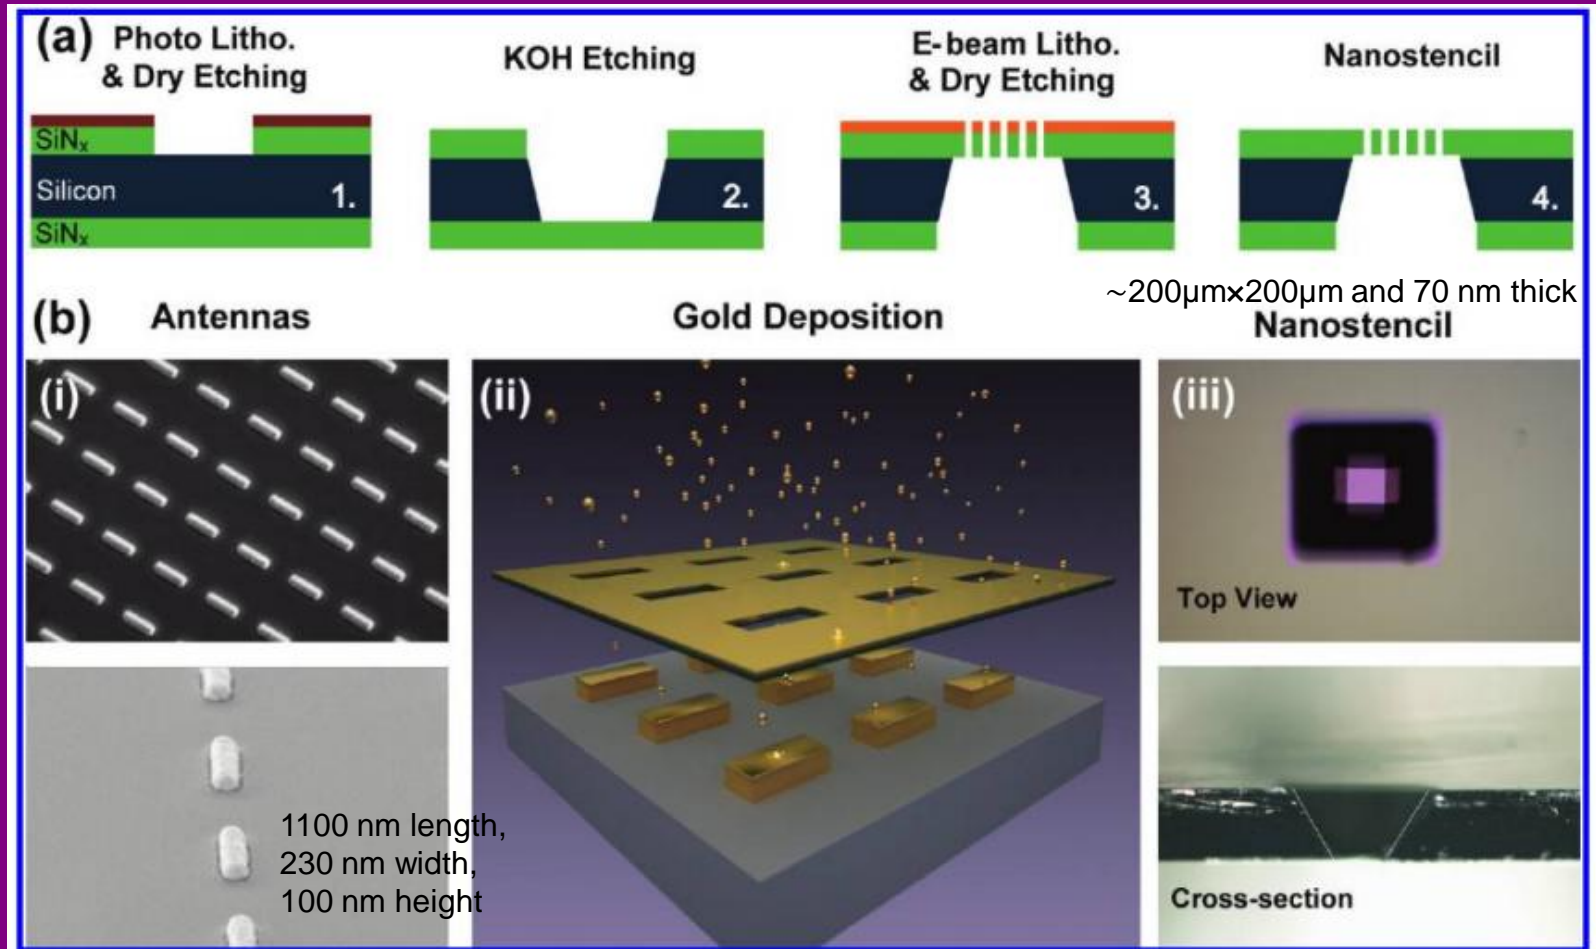 (a)
Photo Litho.
& Dry Etching
KOH Etching
E-beam Litho.
& Dry Etching
Nanostencil
SiNₓ
Silicon
SiNₓ
1.
2.
3.
4.
~200μm×200μm and 70 nm thick
(b)
Antennas
Gold Deposition
Nanostencil
(i)
(ii)
(iii)
Top View
1100 nm length,
230 nm width,
100 nm height
Cross-section